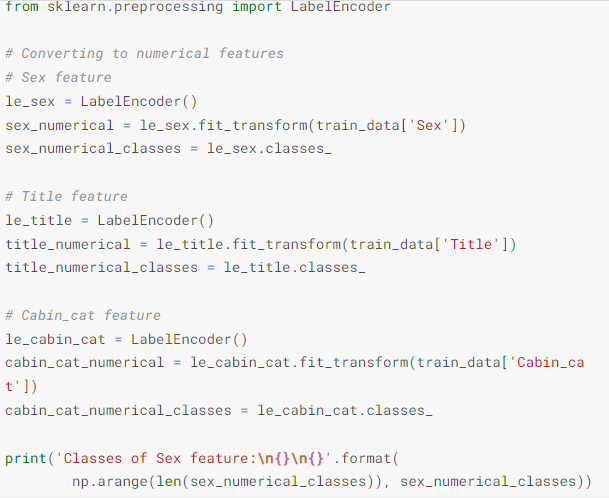 from sklearn.preprocessing import LabelEncoder
# Converting to numerical features
# Sex feature
le_sex = LabelEncoder()
sex_numerical = le_sex.fit_transform(train_data['Sex'])
sex_numerical_classes = le_sex.classes_
# Title feature
le_title = LabelEncoder()
title_numerical = le_title.fit_transform(train_data['Title'])
title_numerical_classes = le_title.classes_
# Cabin_cat feature
le_cabin_cat = LabelEncoder()
cabin_cat_numerical = le_cabin_cat.fit_transform(train_data['Cabin_ca
t'])
cabin_cat_numerical_classes = le_cabin_cat.classes_
print('Classes of Sex feature:\n{}\n{}'.format(
        np.arange(len(sex_numerical_classes)), sex_numerical_classes))